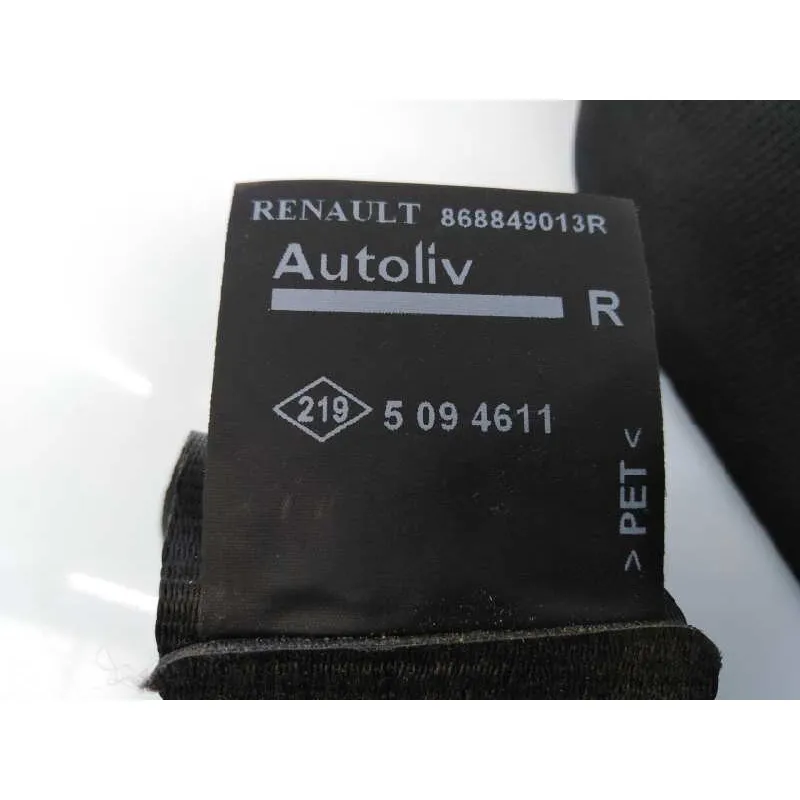 RENAULT 868849013R
Autoliv
R
219 5 09 4611
> PET <